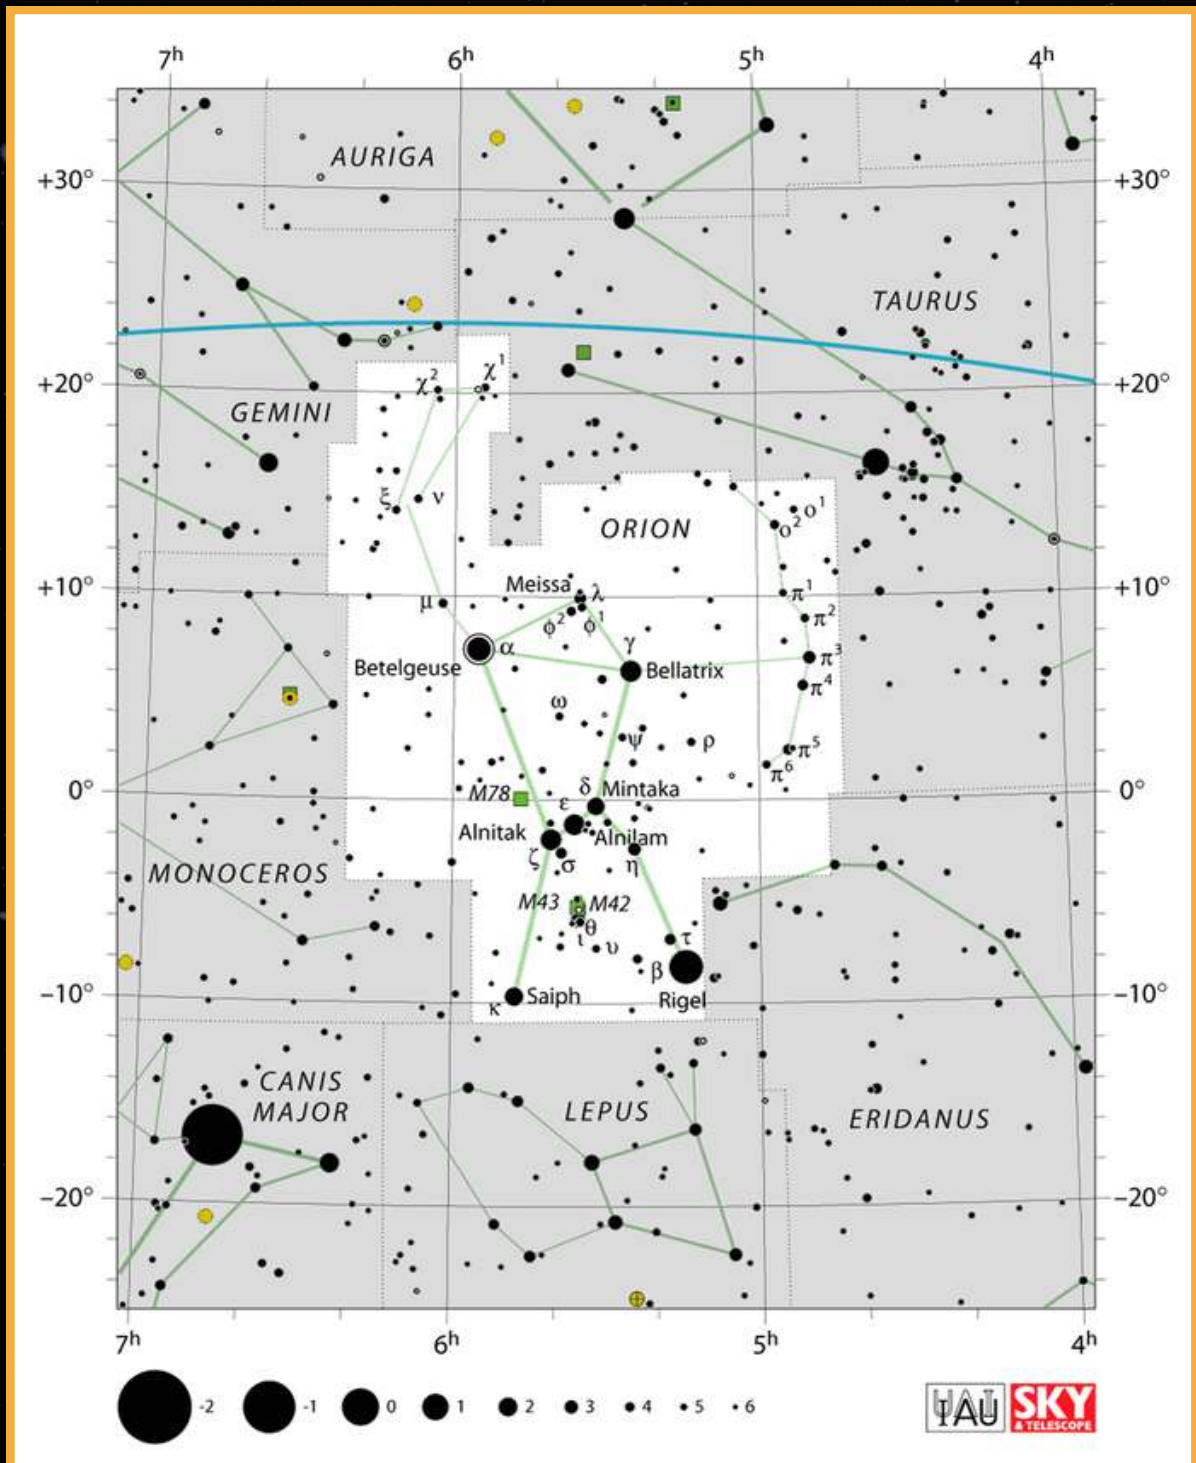 7h 6h 5h 4h
AURIGA
+30° +30°
TAURUS
χ2 χ1
+20° +20°
GEMINI
ξ ν
ο1
ORION ο2
Meissa λ
+10° +10°
π1
μ φ2 φ1 π2
γ
α π3
Betelgeuse Bellatrix
π4
ω
ψ ρ π5
π6
δ Mintaka
M78 0° 0°
ε
Alnitak Alnilam
ζ σ η
MONOCEROS
M43 M42
θ
ι υ τ
β
−10° κ Saiph Rigel −10°
CANIS
MAJOR LEPUS ERIDANUS
−20° −20°
7h 6h 5h 4h
-2 -1 0 1 2 3 4 5 6
IAU SKY
& TELESCOPE